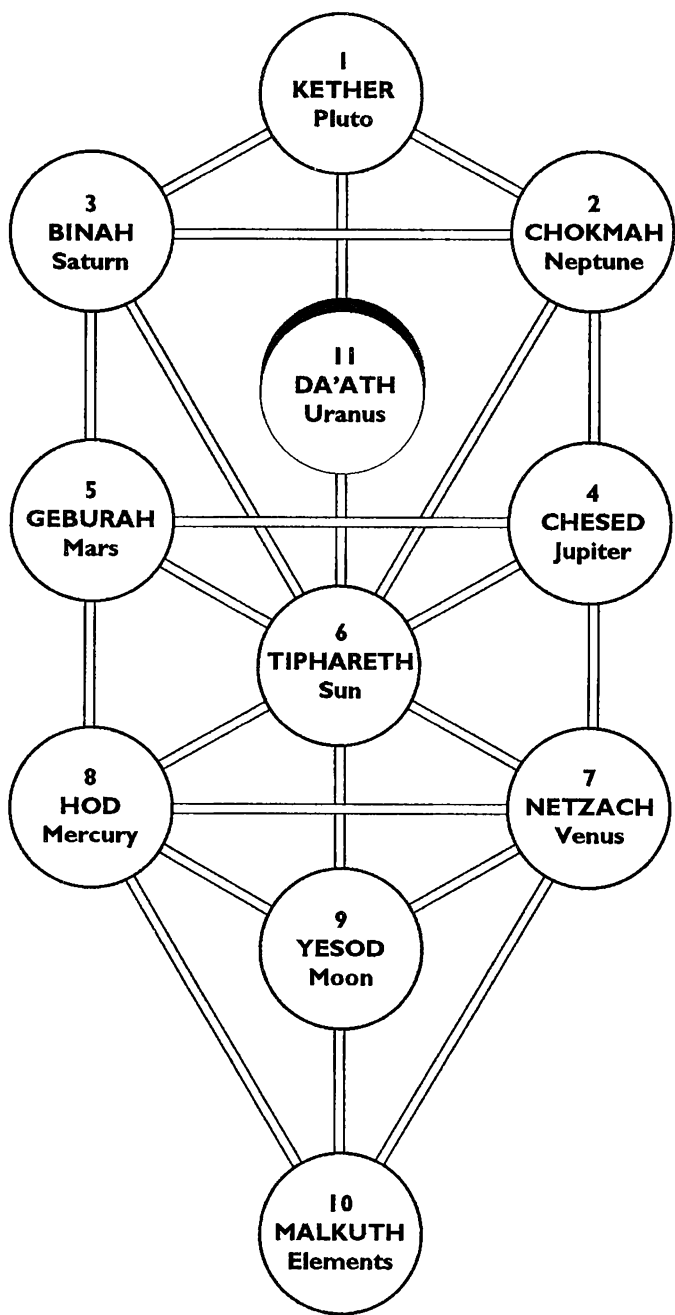 1
KETHER
Pluto
3
BINAH
Saturn
2
CHOKMAH
Neptune
11
DA'ATH
Uranus
5
GEBURAH
Mars
4
CHESED
Jupiter
6
TIPHARETH
Sun
8
HOD
Mercury
7
NETZACH
Venus
9
YESOD
Moon
10
MALKUTH
Elements